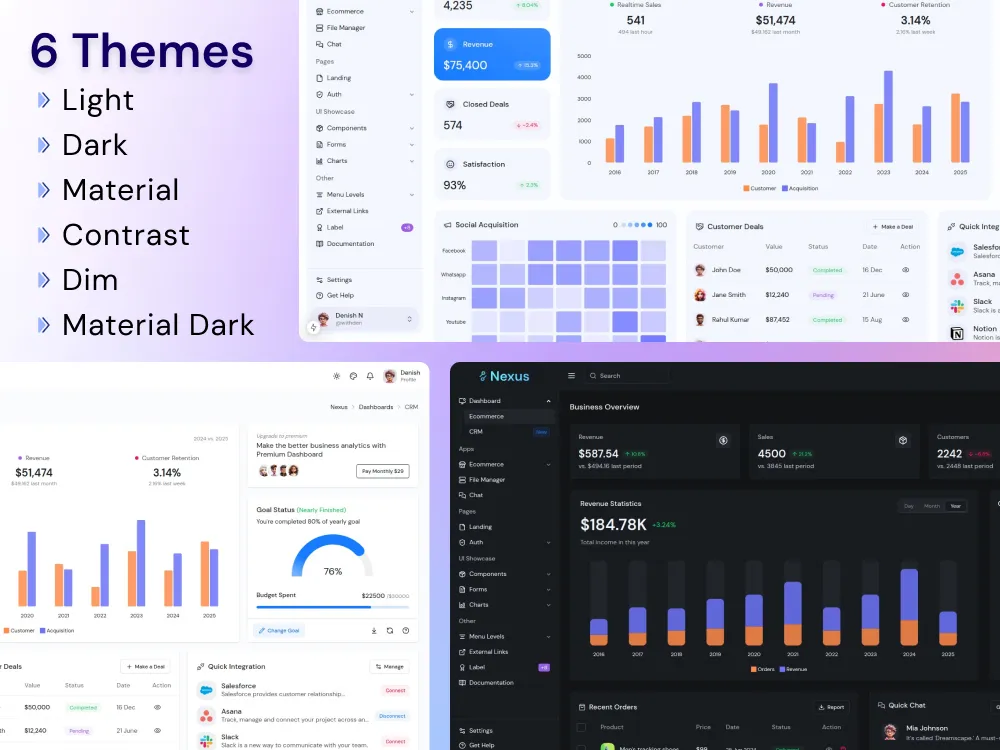 6 Themes
Light
Dark
Material
Contrast
Dim
Material Dark
Ecommerce
File Manager
Chat
Pages
Landing
Auth
UI Showcase
Components
Forms
Charts
Other
Menu Levels
External Links
Label +8
Documentation
Settings
Get Help
Denish N
@withden
4,235 9.04%
Revenue
$75,400 15.3%
Closed Deals
574 -2.4%
Satisfaction
93% 2.3%
Realtime Sales Revenue Customer Retention
541 $51,474 3.14%
494 last hour $49,162 last month 2.16% last week
5000
4000
3000
2000
1000
0
2016 2017 2018 2019 2020 2021 2022 2023 2024 2025
Customer Acquisition
Social Acquisition 0 100
Facebook
Whatsapp
Instagram
Youtube
Customer Deals + Make a Deal
Customer Value Status Date Action
John Doe $50,000 Completed 16 Dec
Jane Smith $12,240 Pending 21 June
Rahul Kumar $87,452 Completed 15 Aug
Quick Integ
Salesfor
Salesfor
Asana
Track, ma
Slack
Slack is a
Notion
Notion is
Denish
Profile
Nexus > Dashboards > CRM
2024 vs. 2025
Revenue Customer Retention
$51,474 3.14%
$49,162 last month 2.16% last week
2020 2021 2022 2023 2024 2025
Customer Acquisition
Upgrade to premium
Make the better business analytics with
Premium Dashboard
Pay Monthly $29
Goal Status (Nearly Finished)
You're completed 80% of yearly goal
76%
Budget Spent $22500 /$30000
Change Goal
r Deals + Make a Deal
Value Status Date Action
$50,000 Completed 16 Dec
th $12,240 Pending 21 June
Quick Integration Manage
Salesforce
Salesforce provides customer relationship... Connect
Asana
Track, manage and connect your project across an... Disconnect
Slack
Slack is a new way to communicate with your team. Connect
Nexus
Search
Dashboard
Ecommerce
CRM New
Apps
Ecommerce
File Manager
Chat
Pages
Landing
Auth
UI Showcase
Components
Forms
Charts
Other
Menu Levels
External Links
Label +8
Documentation
Settings
Get Help
Business Overview
Revenue
$587.54 10.8%
vs. $494.16 last period
Sales
4500 21.2%
vs. 3845 last period
Customers
2242
vs. 2448 last period
Revenue Statistics Day Month Year
$184.78K +3.24%
Total income in this year
2016 2017 2018 2019 2020 2021 2022 2023 2024 2025
Orders Revenue
Recent Orders Report
Product Price Date Status Action
Men's tracking shoes $99
Quick Chat
Mia Johnson
It's called 'Dreamscape.' A must-